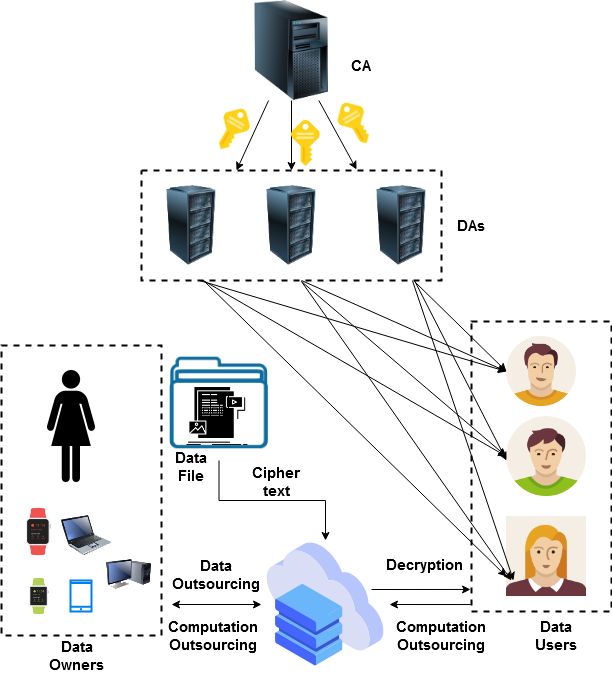 CA
DAs
Data
File
Cipher
text
Data
Outsourcing
Decryption
Computation
Outsourcing
Computation
Outsourcing
Data
Owners
Data
Users